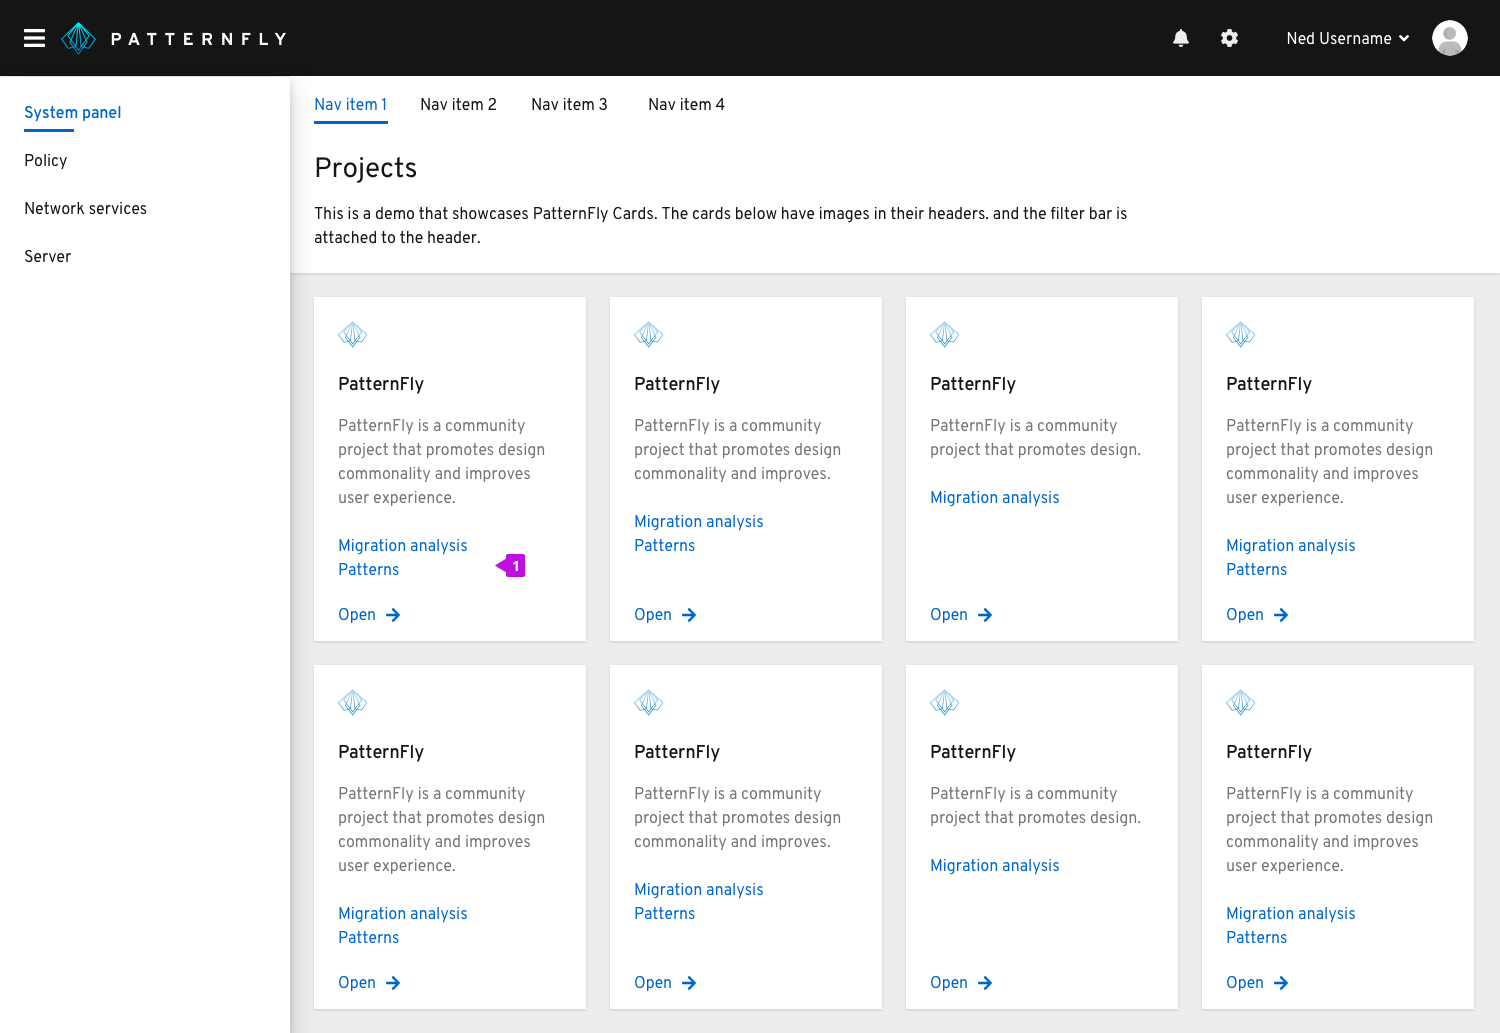 PATTERNFLY
Ned Username
System panel
Policy
Network services
Server
Nav item 1 Nav item 2 Nav item 3 Nav item 4
Projects
This is a demo that showcases PatternFly Cards. The cards below have images in their headers. and the filter bar is
attached to the header.
PatternFly
PatternFly is a community
project that promotes design
commonality and improves
user experience.
Migration analysis
Patterns
1
Open
PatternFly
PatternFly is a community
project that promotes design
commonality and improves.
Migration analysis
Patterns
Open
PatternFly
PatternFly is a community
project that promotes design.
Migration analysis
Open
PatternFly
PatternFly is a community
project that promotes design
commonality and improves
user experience.
Migration analysis
Patterns
Open
PatternFly
PatternFly is a community
project that promotes design
commonality and improves
user experience.
Migration analysis
Patterns
Open
PatternFly
PatternFly is a community
project that promotes design
commonality and improves.
Migration analysis
Patterns
Open
PatternFly
PatternFly is a community
project that promotes design.
Migration analysis
Open
PatternFly
PatternFly is a community
project that promotes design
commonality and improves
user experience.
Migration analysis
Patterns
Open